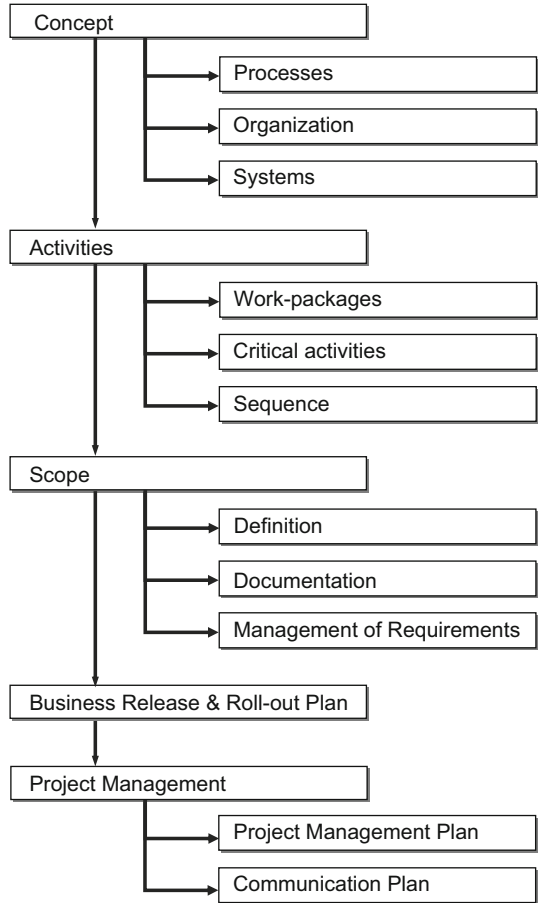 Concept
Processes
Organization
Systems
Activities
Work-packages
Critical activities
Sequence
Scope
Definition
Documentation
Management of Requirements
Business Release & Roll-out Plan
Project Management
Project Management Plan
Communication Plan